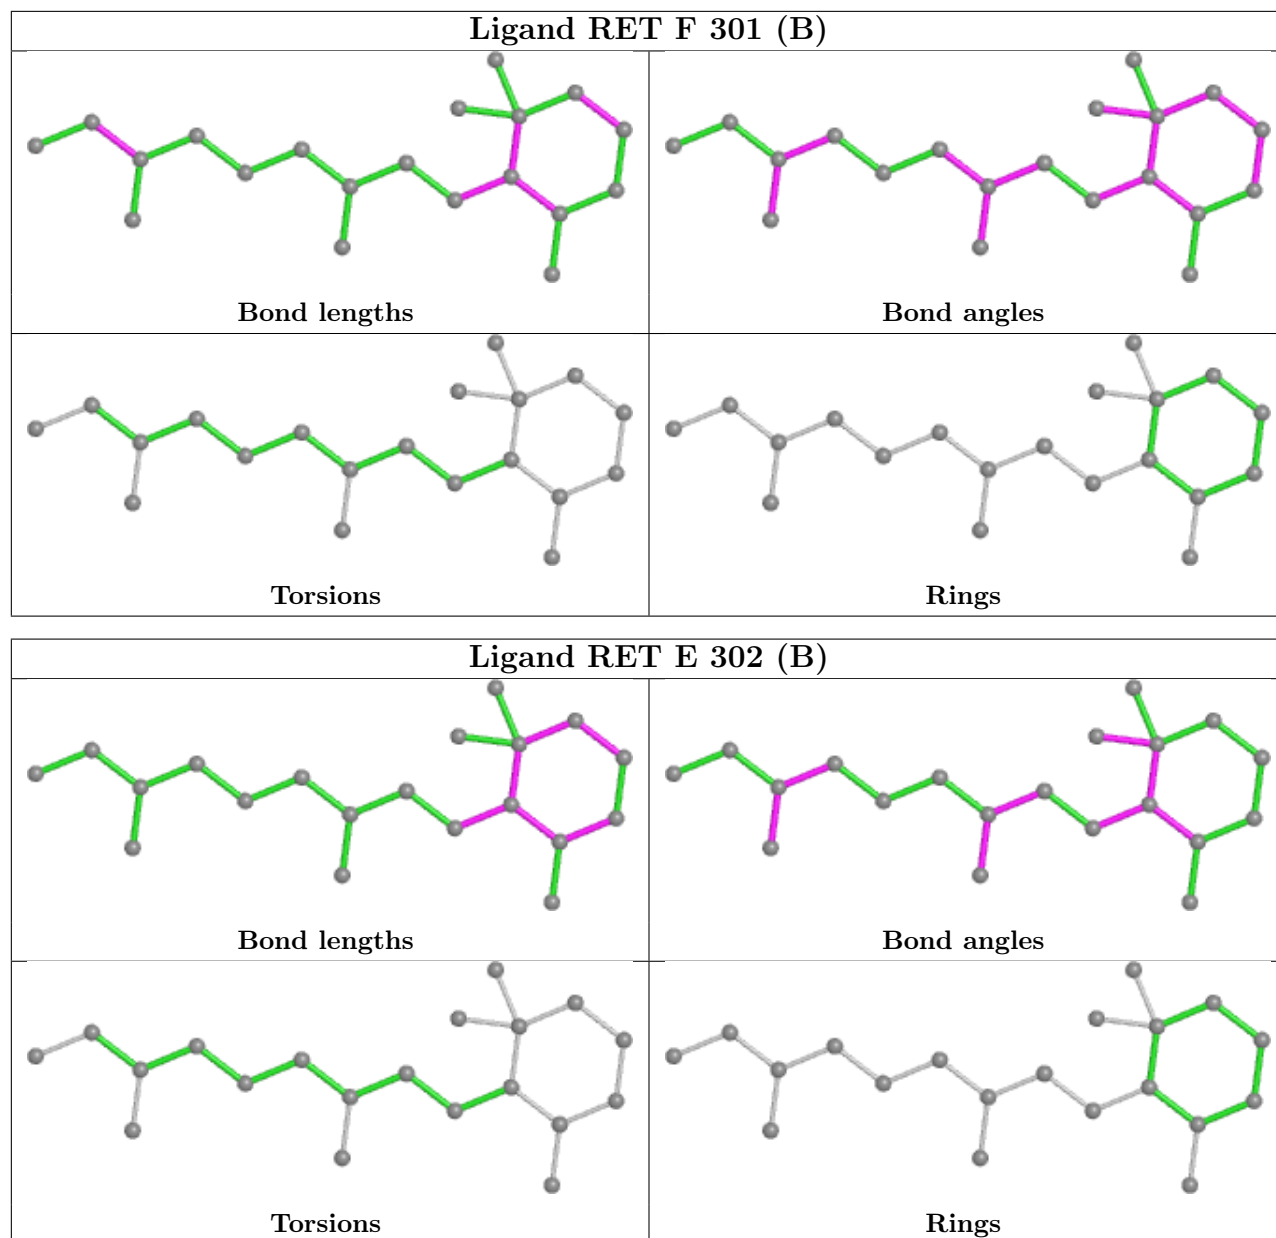 Ligand RET F 301 (B)
Bond lengths
Bond angles
Torsions
Rings
Ligand RET E 302 (B)
Bond lengths
Bond angles
Torsions
Rings